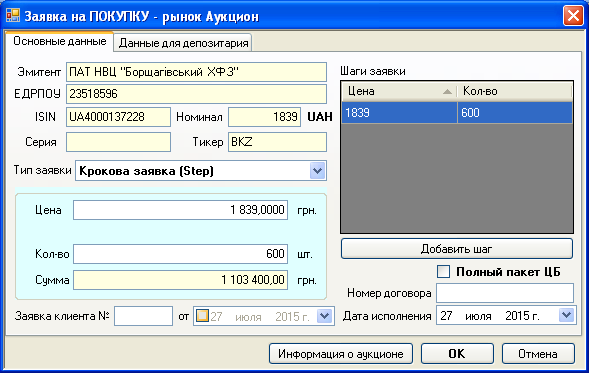 Заявка на ПОКУПКУ - рынок Аукцион
Основные данные
Данные для депозитария
Эмитент ПАТ НВЦ "Борщагівський ХФЗ"
ЕДРПОУ 23518596
ISIN UA4000137228 Номинал 1839 UAH
Серия Тикер BKZ
Тип заявки Крокова заявка (Step)
Цена 1 839,0000 грн.
Кол-во 600 шт.
Сумма 1 103 400,00 грн.
Заявка клиента № от 27 июля 2015 г.
Шаги заявки
Цена Кол-во
1839 600
Добавить шаг
Полный пакет ЦБ
Номер договора
Дата исполнения 27 июля 2015 г.
Информация о аукционе
OK
Отмена